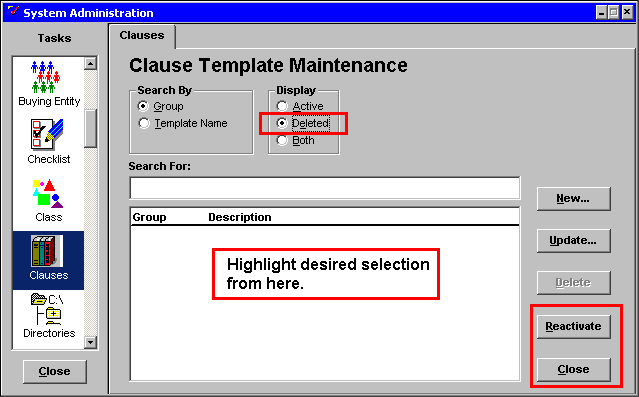 System Administration
Tasks
Buying Entity
Checklist
Class
Clauses
C:\
Directories
Close
Clauses
Clause Template Maintenance
Search By
Group
Template Name
Display
Active
Deleted
Both
Search For:
Group Description
Highlight desired selection
from here.
New...
Update...
Delete
Reactivate
Close